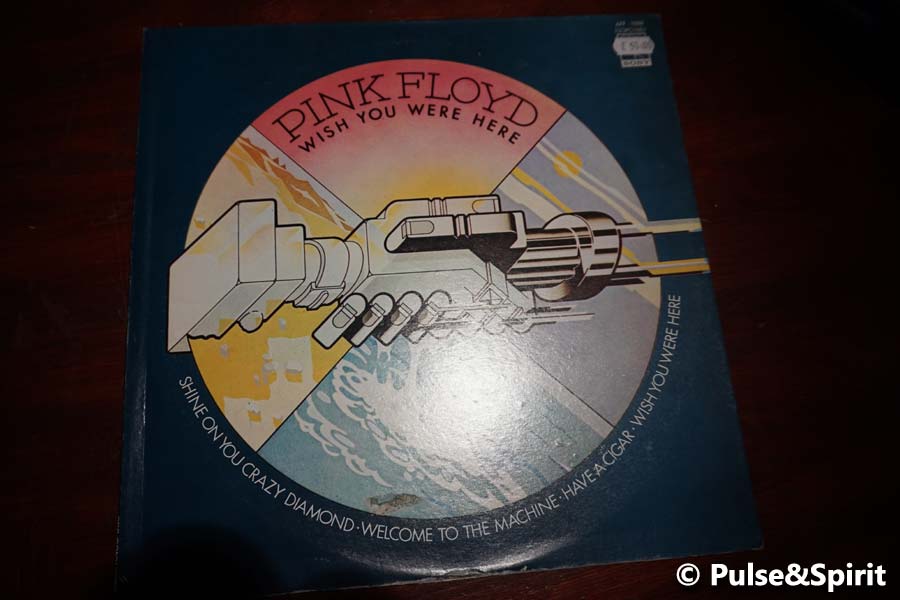 PINK FLOYD
WISH YOU WERE HERE
SHINE ON YOU CRAZY DIAMOND · WELCOME TO THE MACHINE · HAVE A CIGAR · WISH YOU WERE HERE
© Pulse&Spirit